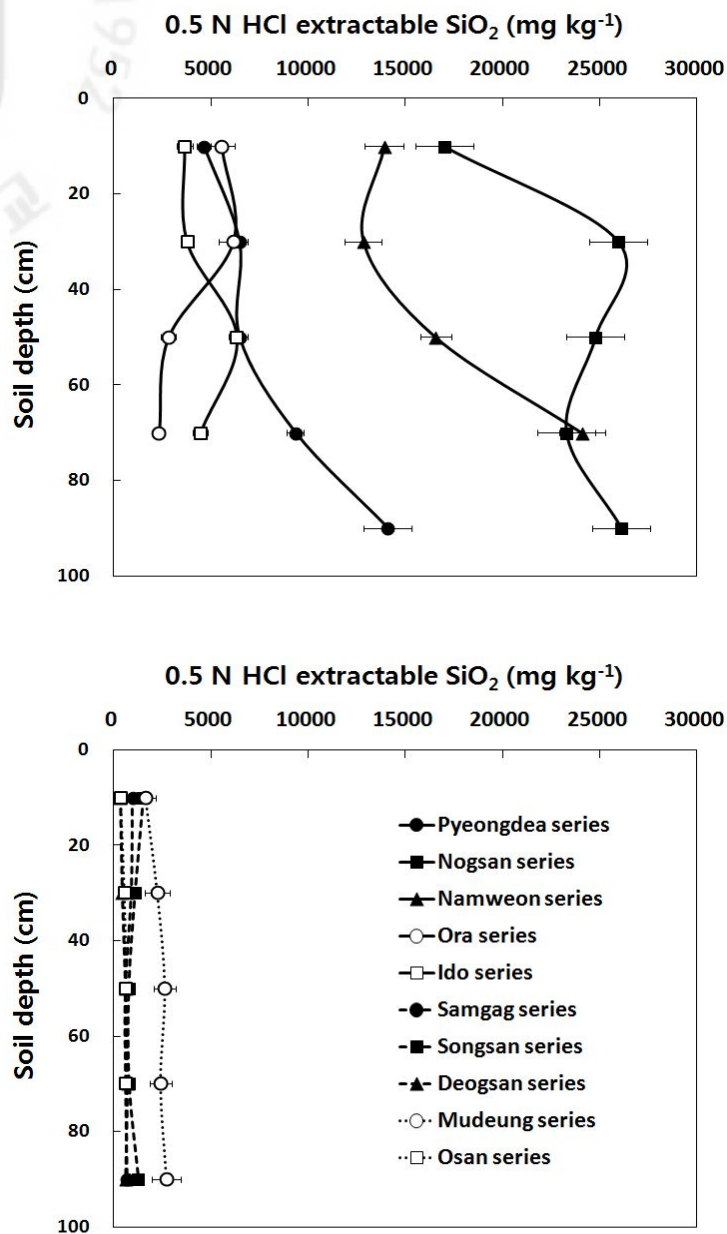 0.5 N HCl extractable SiO2 (mg kg-1)
0 5000 10000 15000 20000 25000 30000
0
20
40
60
80
100
Soil depth (cm)
1952
0.5 N HCl extractable SiO2 (mg kg-1)
0 5000 10000 15000 20000 25000 30000
0
20
40
60
80
100
Soil depth (cm)
Pyeongdea series
Nogsan series
Namweon series
Ora series
Ido series
Samgag series
Songsan series
Deogsan series
Mudeung series
Osan series